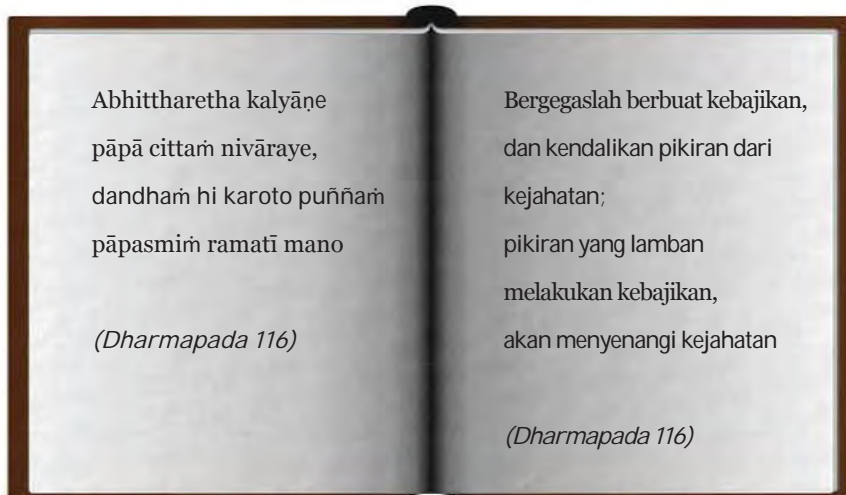 Abhittharetha kalyāṇe
pāpā cittaṁ nivāraye,
dandhaṁ hi karoto puññaṁ
pāpasmiṁ ramatī mano
(Dharmapada 116)
Bergegaslah berbuat kebajikan,
dan kendalikan pikiran dari
kejahatan;
pikiran yang lamban
melakukan kebajikan,
akan menyenangi kejahatan
(Dharmapada 116)